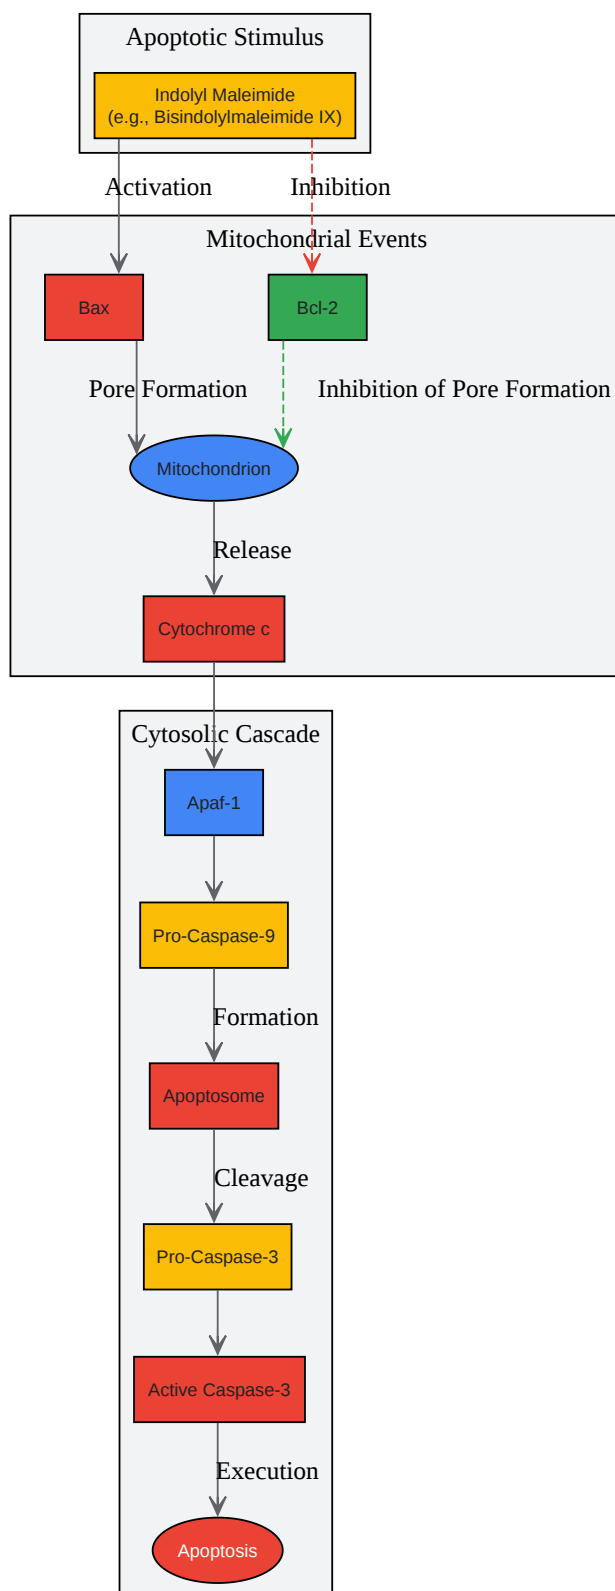 Apoptotic Stimulus
Indolyl Maleimide
(e.g., Bisindolylmaleimide IX)
Activation
Inhibition
Mitochondrial Events
Bax
Bcl-2
Pore Formation
Inhibition of Pore Formation
Mitochondrion
Release
Cytochrome c
Cytosolic Cascade
Apaf-1
Pro-Caspase-9
Formation
Apoptosome
Cleavage
Pro-Caspase-3
Active Caspase-3
Execution
Apoptosis